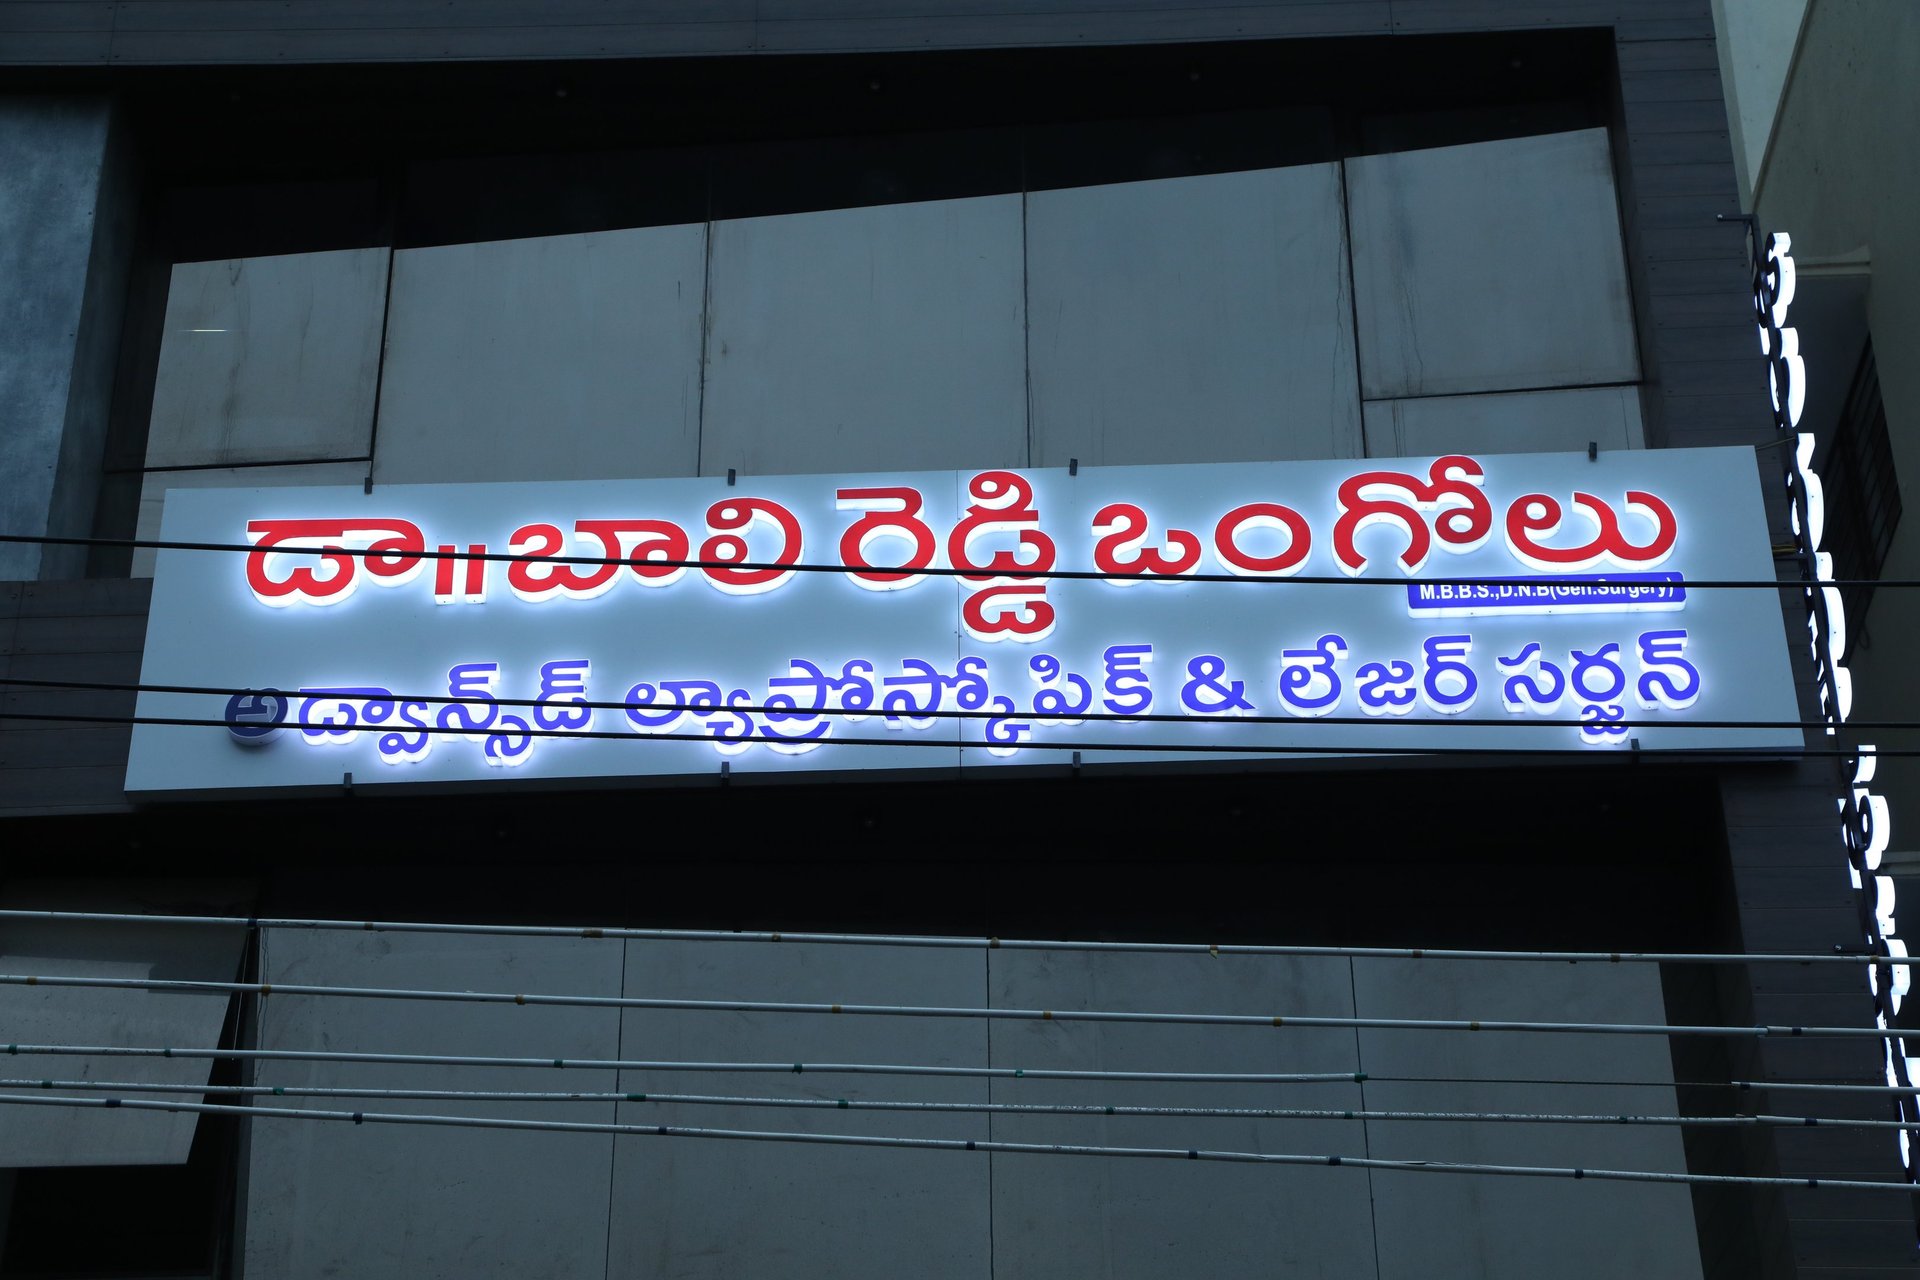 డా॥ బాలి రెడ్డి ఒంగోలు
M.B.B.S.,D.N.B(Gen.Surgery)
అడ్వాన్స్‌డ్ ల్యాప్రోస్కోపిక్ & లేజర్ సర్జన్